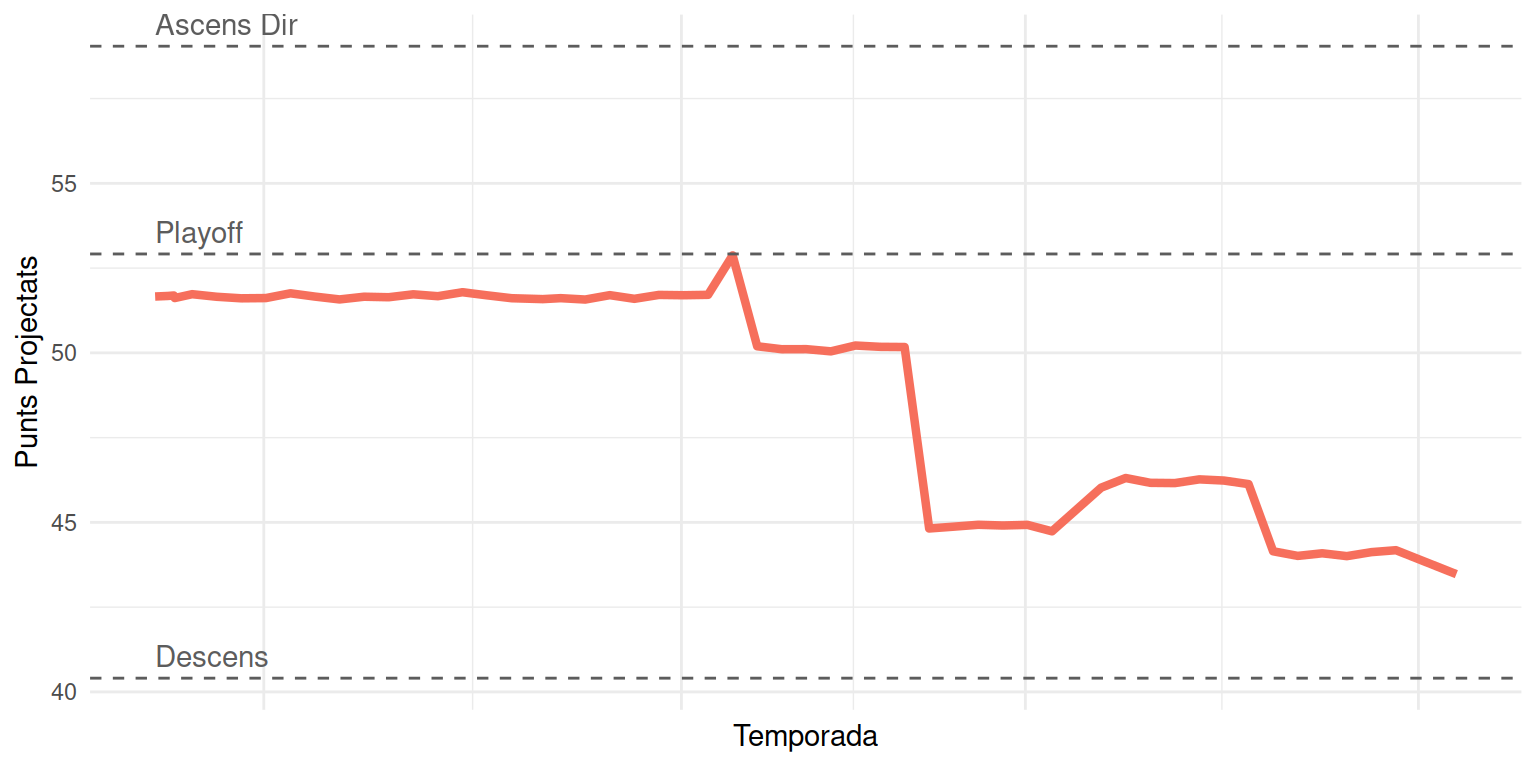 Ascens Dir
55
Playoff
50
45
Descens
40
Punts Projectats
Temporada